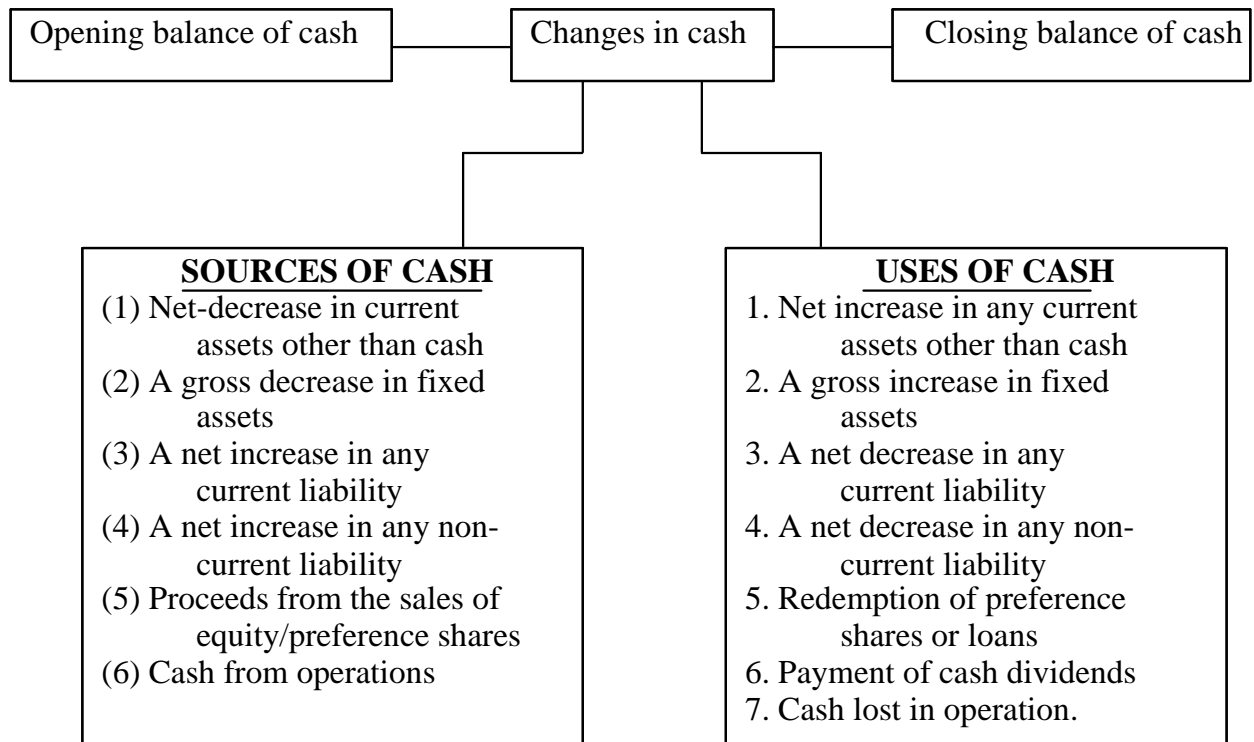 Opening balance of cash
Changes in cash
Closing balance of cash
SOURCES OF CASH
(1) Net-decrease in current
assets other than cash
(2) A gross decrease in fixed
assets
(3) A net increase in any
current liability
(4) A net increase in any non-
current liability
(5) Proceeds from the sales of
equity/preference shares
(6) Cash from operations
USES OF CASH
1. Net increase in any current
assets other than cash
2. A gross increase in fixed
assets
3. A net decrease in any
current liability
4. A net decrease in any non-
current liability
5. Redemption of preference
shares or loans
6. Payment of cash dividends
7. Cash lost in operation.